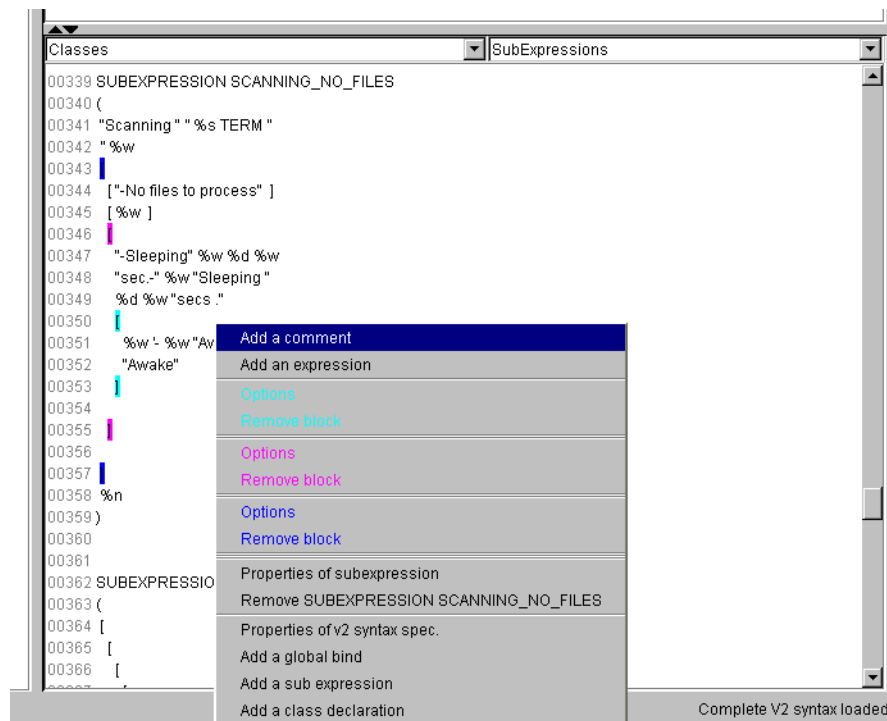 Classes SubExpressions
00339 SUBEXPRESSION SCANNING_NO_FILES
00340 (
00341 "Scanning " " %s TERM "
00342 " %w
00343
00344 ["-No files to process" ]
00345 [ %w ]
00346 [
00347 "-Sleeping" %w %d %w
00348 "sec.-" %w "Sleeping "
00349 %d %w "secs ."
00350 [
00351 %w '- %w "Av
00352 "Awake"
00353 ]
00354
00355 ]
00356
00357
00358 %n
00359 )
00360
00361
00362 SUBEXPRESSIO
00363 (
00364 [
00365 [
00366 [
Add a comment
Add an expression
Options
Remove block
Options
Remove block
Options
Remove block
Properties of subexpression
Remove SUBEXPRESSION SCANNING_NO_FILES
Properties of v2 syntax spec.
Add a global bind
Add a sub expression
Add a class declaration
Complete V2 syntax loaded